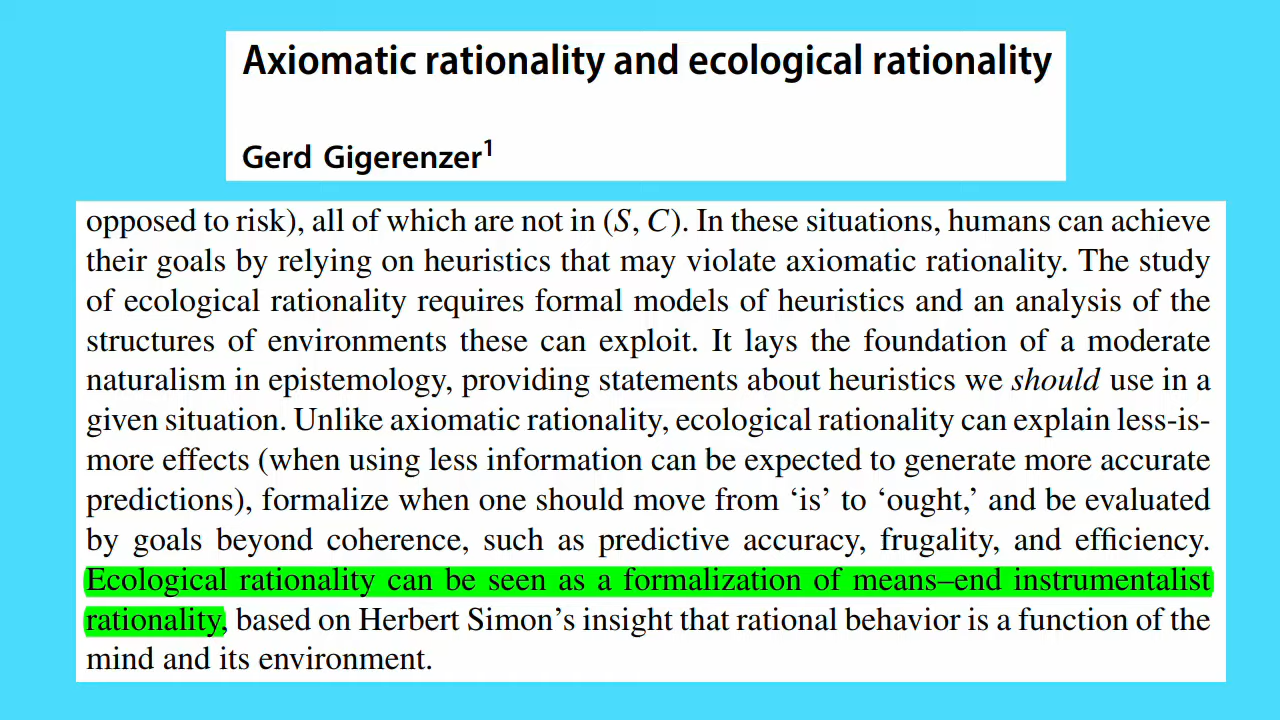 Axiomatic rationality and ecological rationality
Gerd Gigerenzer¹
opposed to risk), all of which are not in (S, C). In these situations, humans can achieve
their goals by relying on heuristics that may violate axiomatic rationality. The study
of ecological rationality requires formal models of heuristics and an analysis of the
structures of environments these can exploit. It lays the foundation of a moderate
naturalism in epistemology, providing statements about heuristics we should use in a
given situation. Unlike axiomatic rationality, ecological rationality can explain less-is-
more effects (when using less information can be expected to generate more accurate
predictions), formalize when one should move from ‘is’ to ‘ought,’ and be evaluated
by goals beyond coherence, such as predictive accuracy, frugality, and efficiency.
Ecological rationality can be seen as a formalization of means–end instrumentalist
rationality, based on Herbert Simon’s insight that rational behavior is a function of the
mind and its environment.